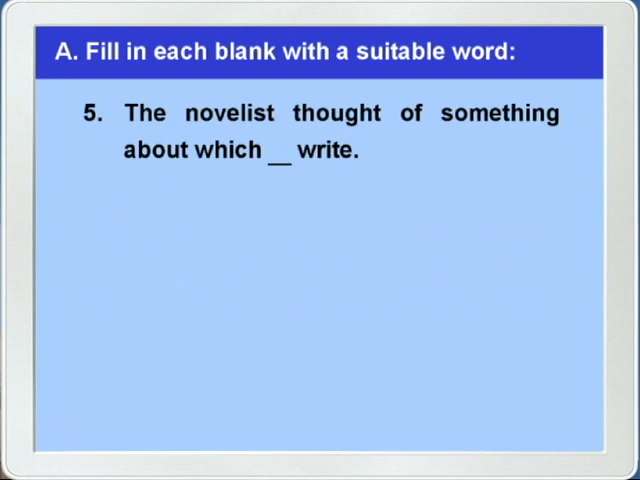 A. Fill in each blank with a suitable word:
5. The novelist thought of something
about which __ write.